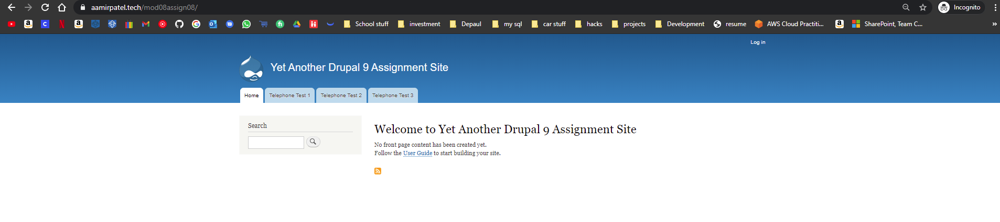 aamirpatel.tech/mod08assign08/
Incognito
School stuff investment Depaul my sql car stuff hacks projects Development resume AWS Cloud Practiti... SharePoint, Team C...
Log in
Yet Another Drupal 9 Assignment Site
Home Telephone Test 1 Telephone Test 2 Telephone Test 3
Search
Welcome to Yet Another Drupal 9 Assignment Site
No front page content has been created yet.
Follow the User Guide to start building your site.